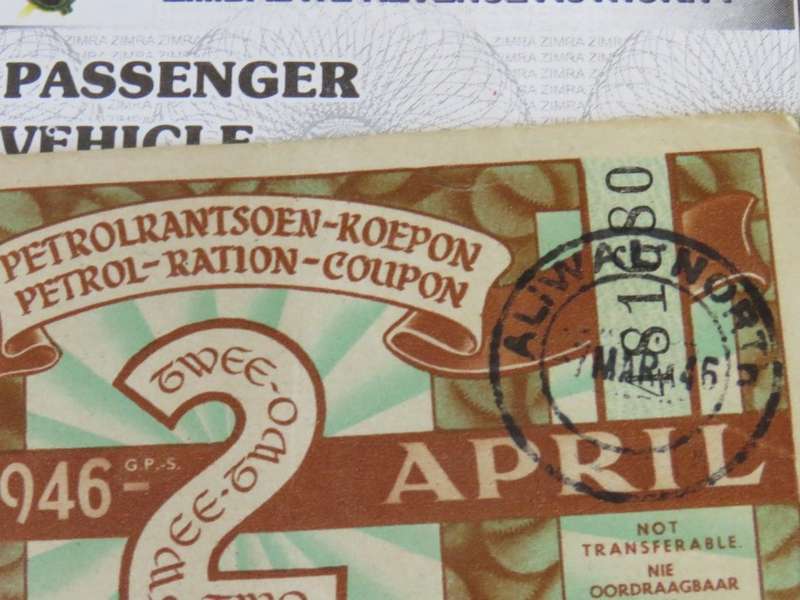 PASSENGER
VEHICLE
PETROLRANTSOEN-KOEPON
PETROL-RATION-COUPON
TWEE-TWO
TWEE-TWO
TWO
946-
G.P.-S.
APRIL
ALIWAL NORTH
MAR 46
NOT
TRANSFERABLE.
NIE
OORDRAAGBAAR